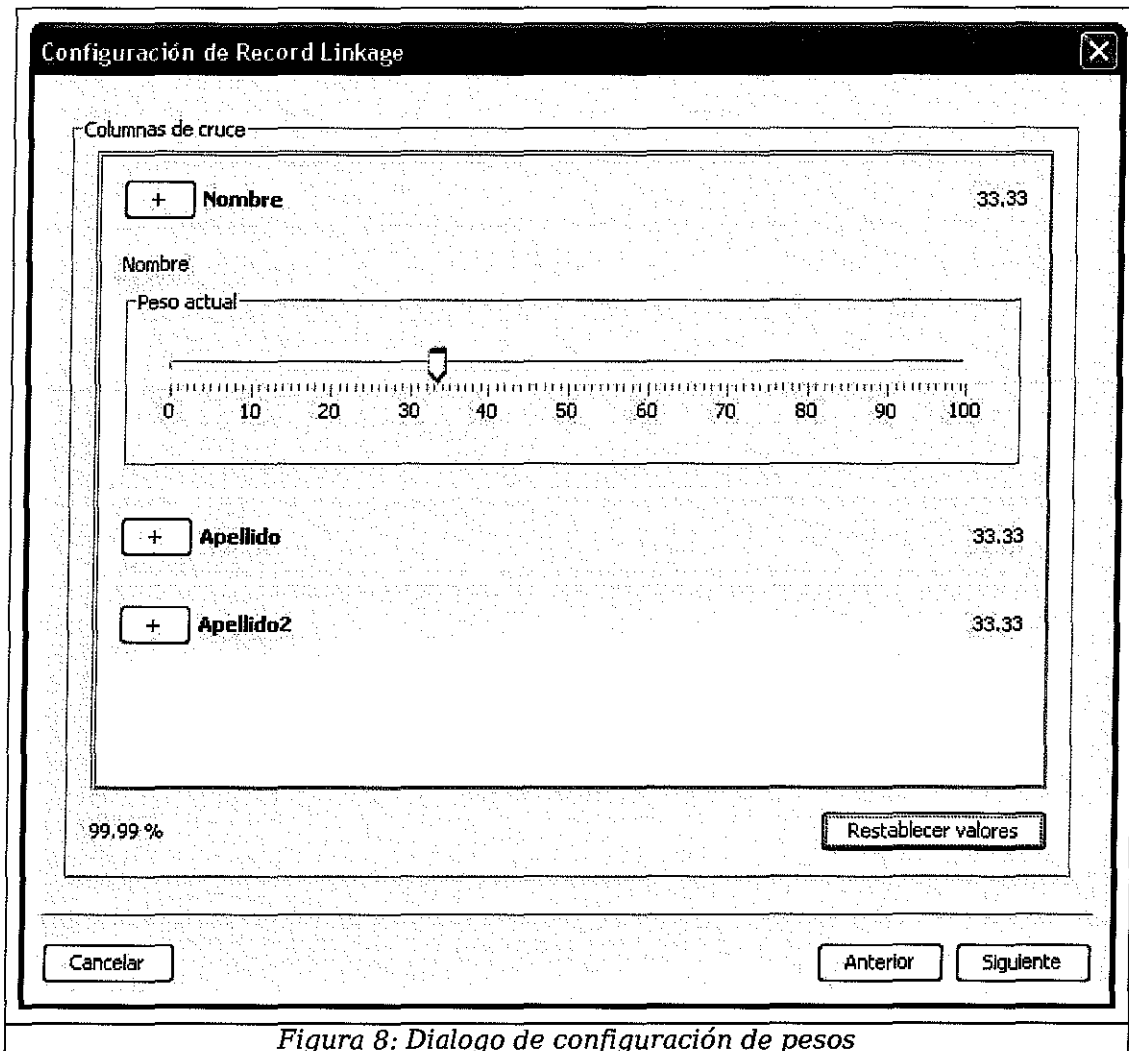 Configuración de Record Linkage
Columnas de cruce
+ Nombre 33,33
Nombre
Peso actual
0 10 20 30 40 50 60 70 80 90 100
+ Apellido 33,33
+ Apellido2 33,33
99,99 %
Restablecer valores
Cancelar Anterior Siguiente
Figura 8: Dialogo de configuración de pesos